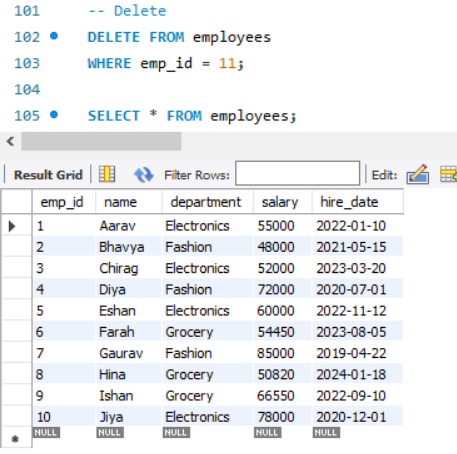 101 -- Delete
102 DELETE FROM employees
103 WHERE emp_id = 11;
104
105 SELECT * FROM employees;
Result Grid Filter Rows: Edit:
emp_id name department salary hire_date
1 Aarav Electronics 55000 2022-01-10
2 Bhavya Fashion 48000 2021-05-15
3 Chirag Electronics 52000 2023-03-20
4 Diya Fashion 72000 2020-07-01
5 Eshan Electronics 60000 2022-11-12
6 Farah Grocery 54450 2023-08-05
7 Gaurav Fashion 85000 2019-04-22
8 Hina Grocery 50820 2024-01-18
9 Ishan Grocery 66550 2022-09-10
10 Jiya Electronics 78000 2020-12-01
NULL NULL NULL NULL NULL